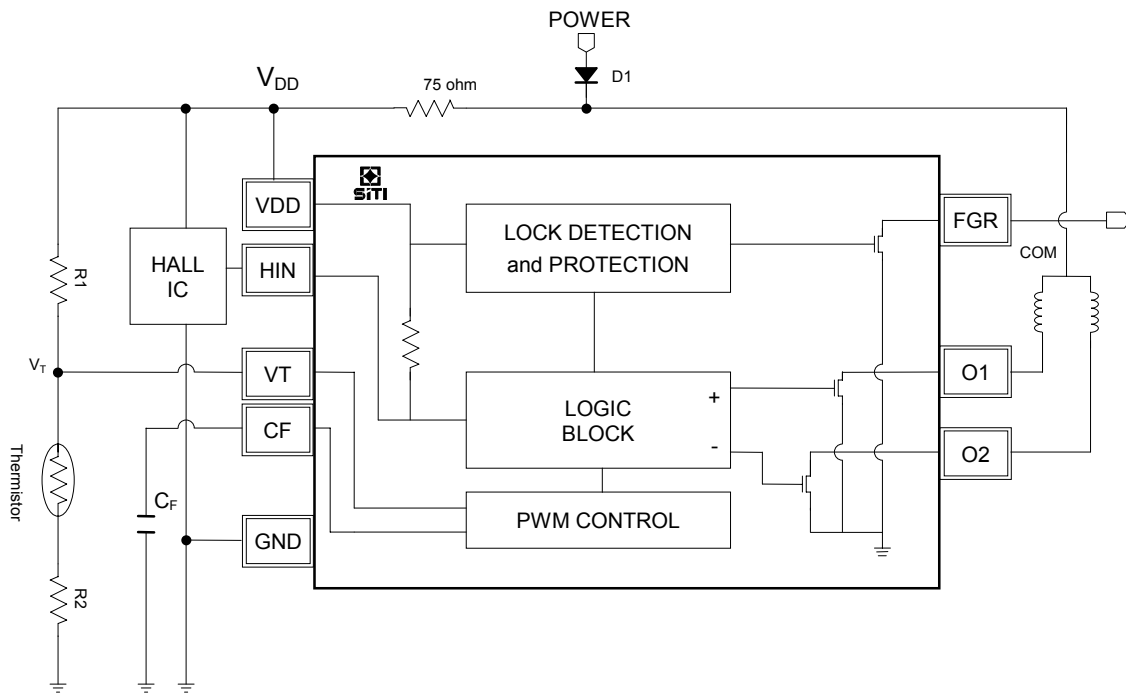 POWER
D1
75 ohm
VDD
SiTI
VDD
HIN
VT
CF
GND
FGR
O1
O2
COM
HALL
IC
R1
VT
Thermistor
R2
CF
LOCK DETECTION
and PROTECTION
LOGIC
BLOCK
+
-
PWM CONTROL